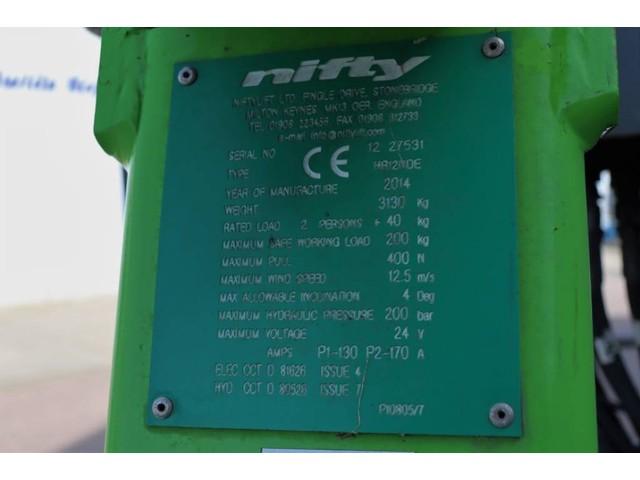 nifty
NIFTYLIFT LTD, FINGLE DRIVE, STONEBRIDGE
MILTON KEYNES, MK13 OER, ENGLAND
TEL 01908 223456 FAX 01908 312733
e-mail info@niftylift.com
SERIAL NO 12 27531
CE
TYPE HR12NDE
YEAR OF MANUFACTURE 2014
WEIGHT 3130 Kg
RATED LOAD 2 PERSONS + 40 kg
MAXIMUM SAFE WORKING LOAD 200 kg
MAXIMUM PULL 400 N
MAXIMUM WIND SPEED 12.5 m/s
MAX ALLOWABLE INCLINATION 4 Deg
MAXIMUM HYDRAULIC PRESSURE 200 bar
MAXIMUM VOLTAGE 24 V
AMPS P1-130 P2-170 A
ELEC CCT D 81626 ISSUE 4
HYD CCT D 80526 ISSUE 7
P10805/7